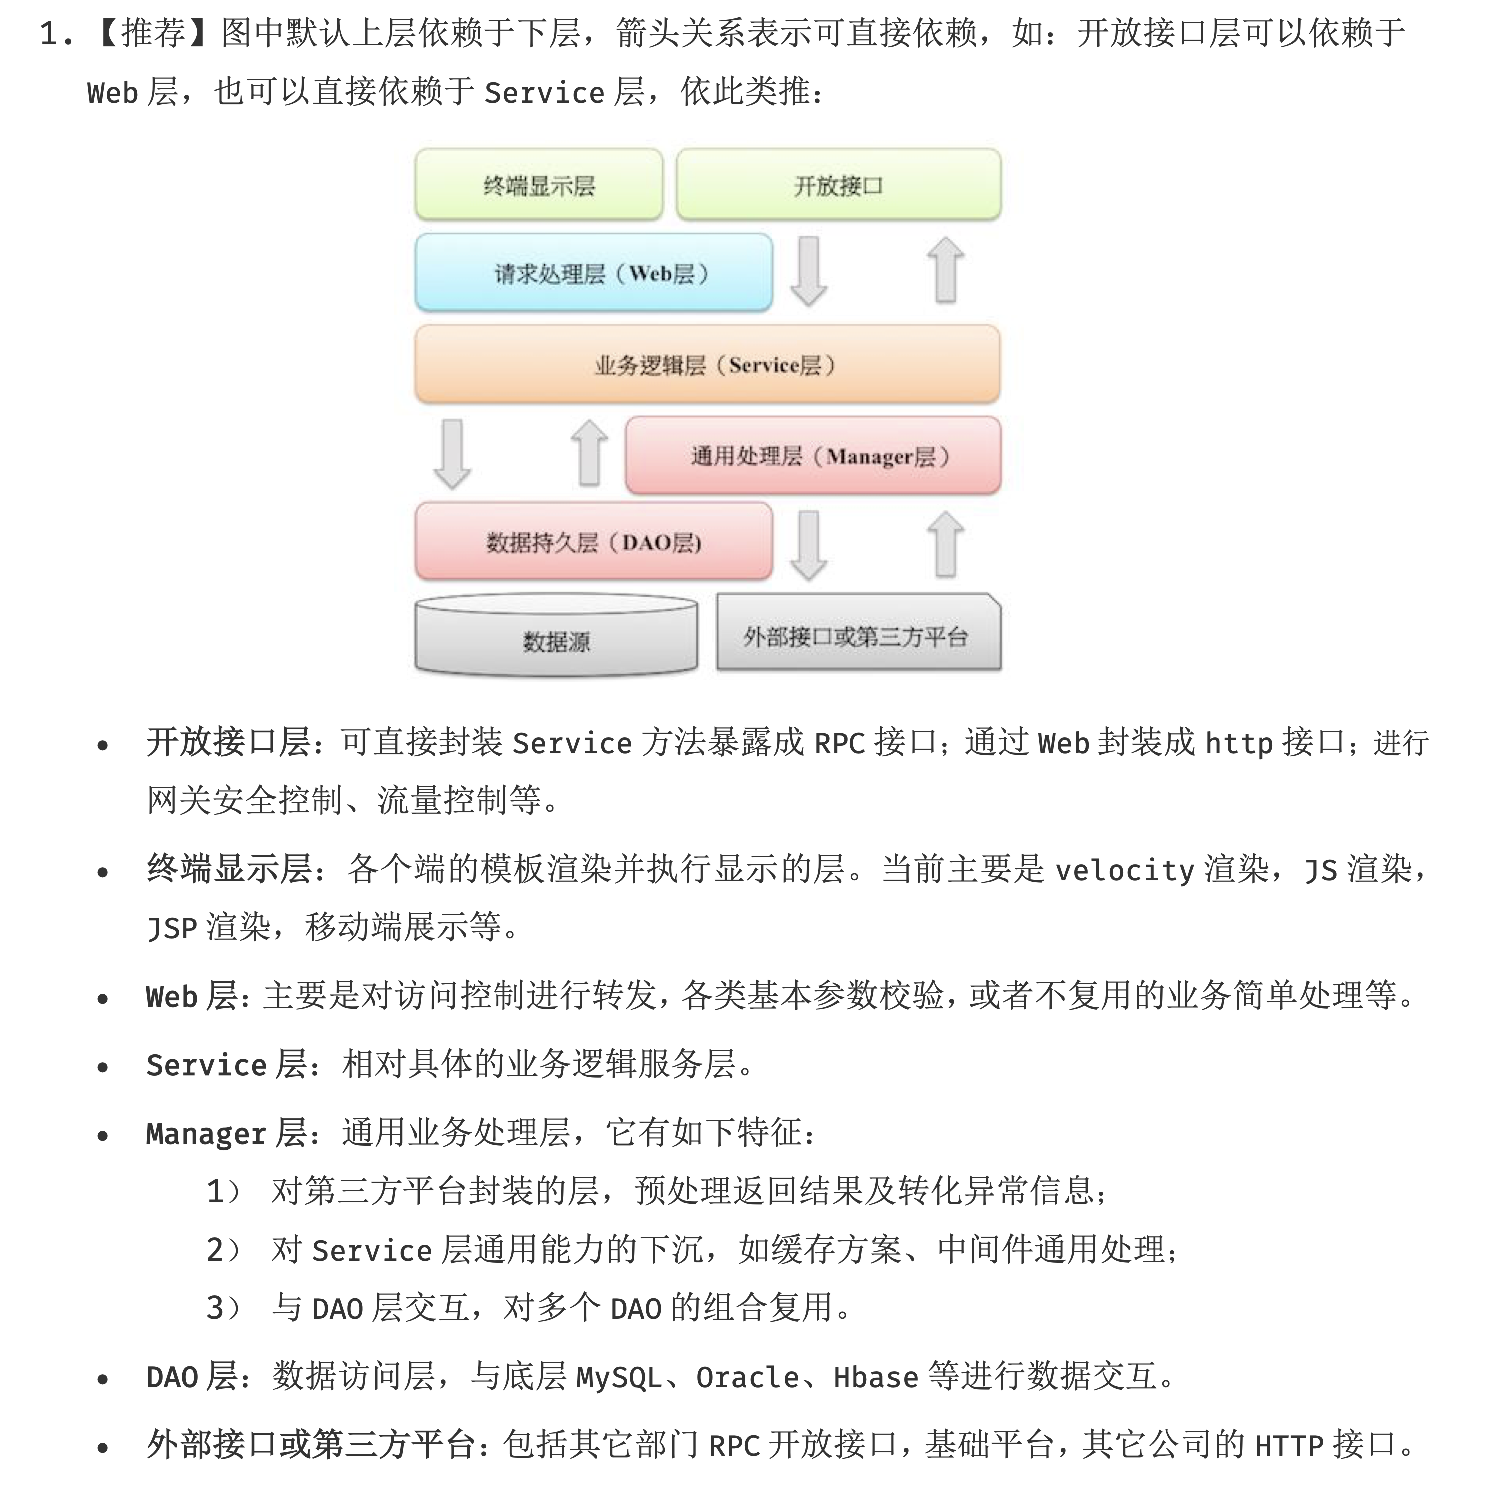 1. 【推荐】图中默认上层依赖于下层，箭头关系表示可直接依赖，如：开放接口层可以依赖于
Web 层，也可以直接依赖于 Service 层，依此类推：
终端显示层
开放接口
请求处理层（Web层）
业务逻辑层（Service层）
通用处理层（Manager层）
数据持久层（DAO层)
数据源
外部接口或第三方平台
• 开放接口层：可直接封装 Service 方法暴露成 RPC 接口；通过 Web 封装成 http 接口；进行
网关安全控制、流量控制等。
• 终端显示层：各个端的模板渲染并执行显示的层。当前主要是 velocity 渲染，JS 渲染，
JSP 渲染，移动端展示等。
• Web 层：主要是对访问控制进行转发，各类基本参数校验，或者不复用的业务简单处理等。
• Service 层：相对具体的业务逻辑服务层。
• Manager 层：通用业务处理层，它有如下特征：
1） 对第三方平台封装的层，预处理返回结果及转化异常信息；
2） 对 Service 层通用能力的下沉，如缓存方案、中间件通用处理；
3） 与 DAO 层交互，对多个 DAO 的组合复用。
• DAO 层：数据访问层，与底层 MySQL、Oracle、Hbase 等进行数据交互。
• 外部接口或第三方平台：包括其它部门 RPC 开放接口，基础平台，其它公司的 HTTP 接口。